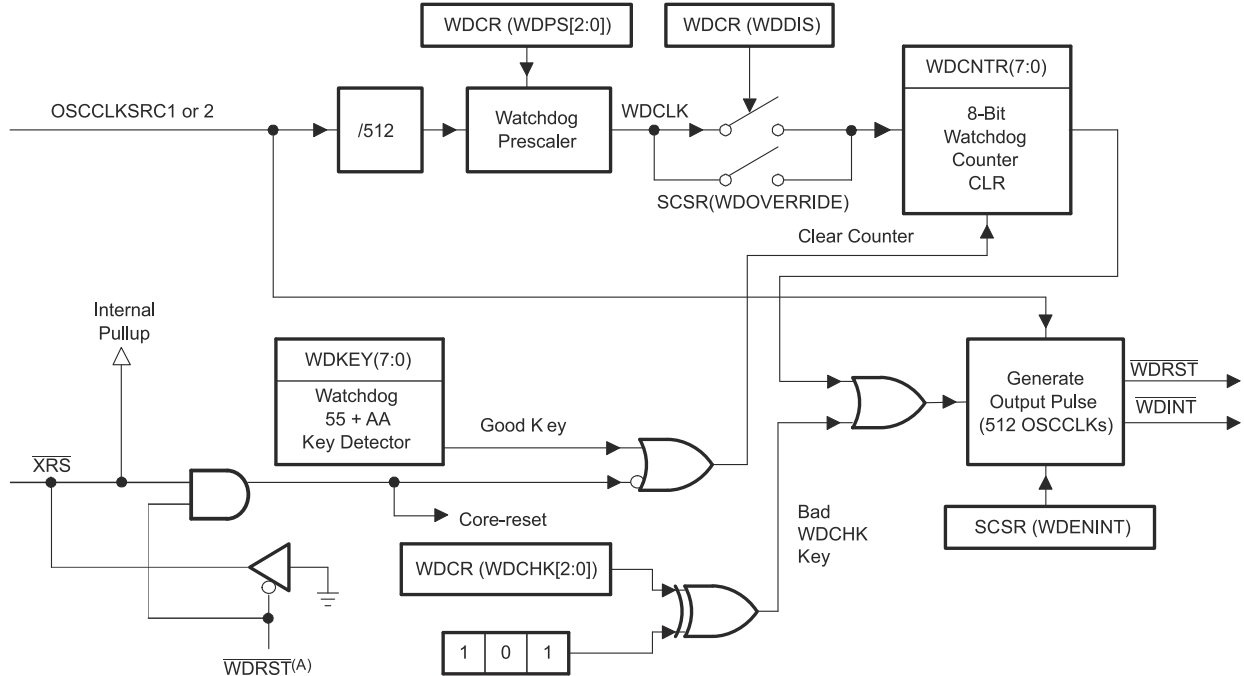 WDCR (WDPS[2:0])
WDCR (WDDIS)
WDCNTR(7:0)
OSCCLKSRC1 or 2
/512
Watchdog
Prescaler
WDCLK
8-Bit
Watchdog
Counter
CLR
SCSR(WDOVERRIDE)
Clear Counter
Internal
Pullup
WDKEY(7:0)
Watchdog
55 + AA
Key Detector
Good Key
Generate
Output Pulse
(512 OSCCLKs)
WDRST
WDINT
XRS
Core-reset
Bad
WDCHK
Key
SCSR (WDENINT)
WDCR (WDCHK[2:0])
WDRST(A)
1 0 1